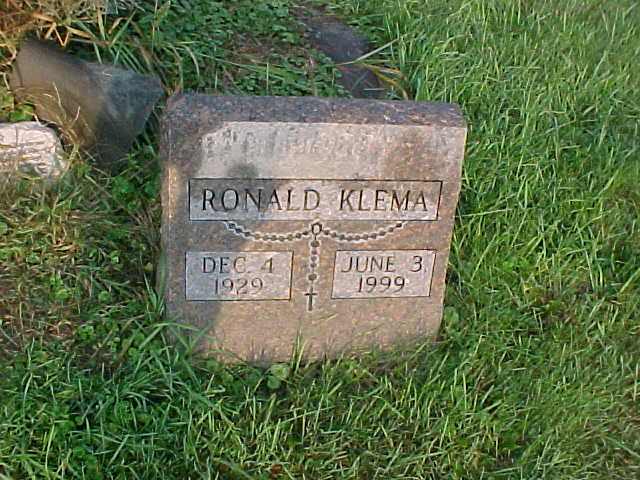 RONALD KLEMA
DEC. 4
1929
JUNE 3
1999